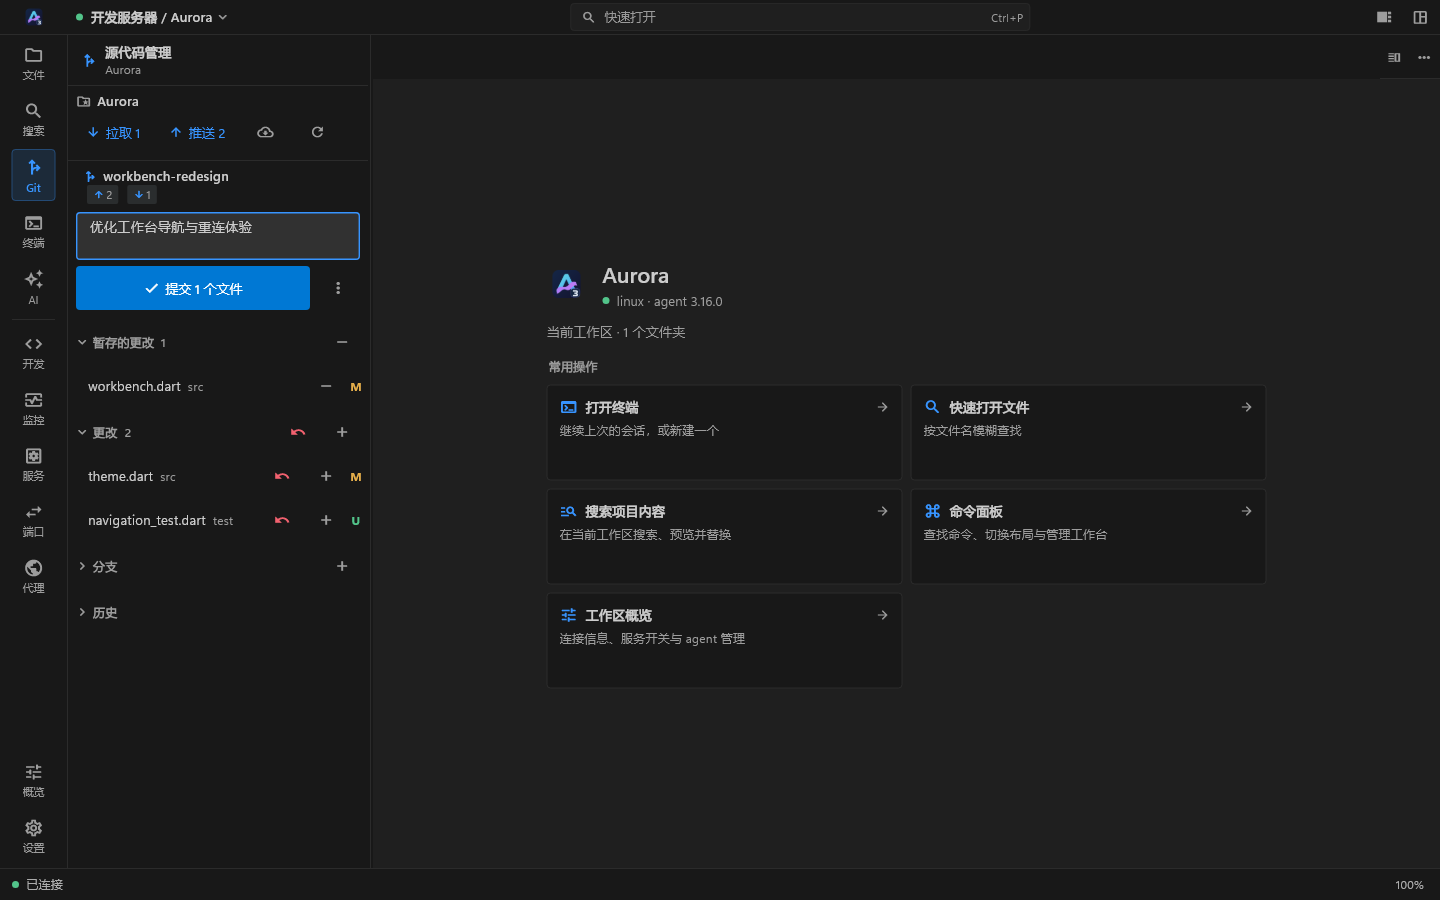 开发服务器 / Aurora
快速打开
Ctrl+P
文件
搜索
Git
终端
AI
开发
监控
服务
端口
代理
概览
设置
源代码管理
Aurora
Aurora
拉取 1
推送 2
workbench-redesign
2
1
优化工作台导航与重连体验
提交 1 个文件
暂存的更改 1
workbench.dart src
M
更改 2
theme.dart src
M
navigation_test.dart test
U
分支
历史
Aurora
linux · agent 3.16.0
当前工作区 · 1 个文件夹
常用操作
打开终端
继续上次的会话，或新建一个
快速打开文件
按文件名模糊查找
搜索项目内容
在当前工作区搜索、预览并替换
命令面板
查找命令、切换布局与管理工作台
工作区概览
连接信息、服务开关与 agent 管理
已连接
100%